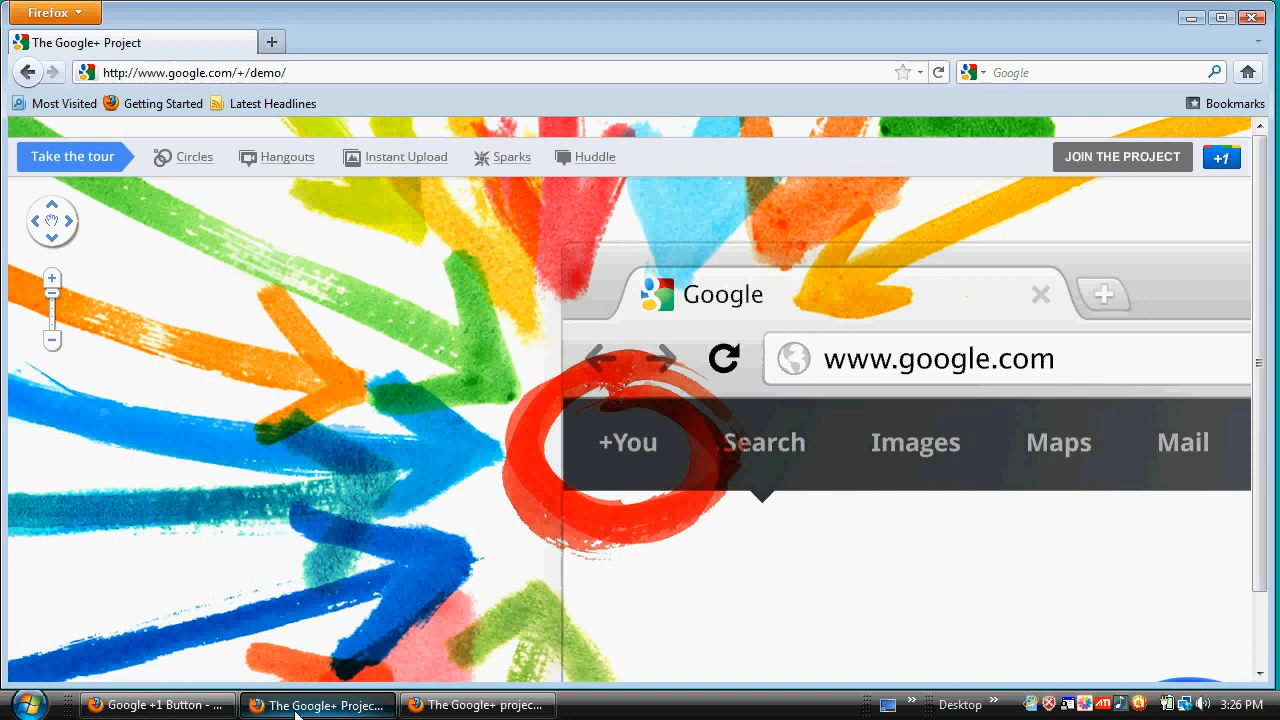 Firefox
The Google+ Project
http://www.google.com/+/demo/
Google
Most Visited
Getting Started
Latest Headlines
Bookmarks
Take the tour
Circles
Hangouts
Instant Upload
Sparks
Huddle
JOIN THE PROJECT
+1
Google
www.google.com
+You
Search
Images
Maps
Mail
Google +1 Button - ...
The Google+ Projec...
The Google+ projec...
Desktop
3:26 PM